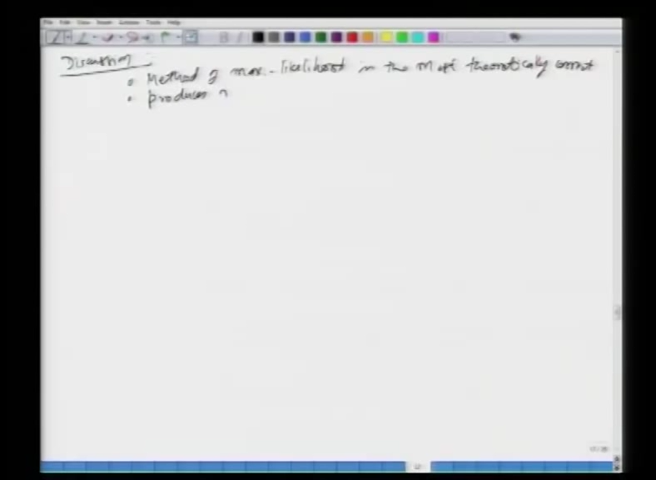 Discussion:
• Method of max. likelihood is the most theoretically correct
• produces